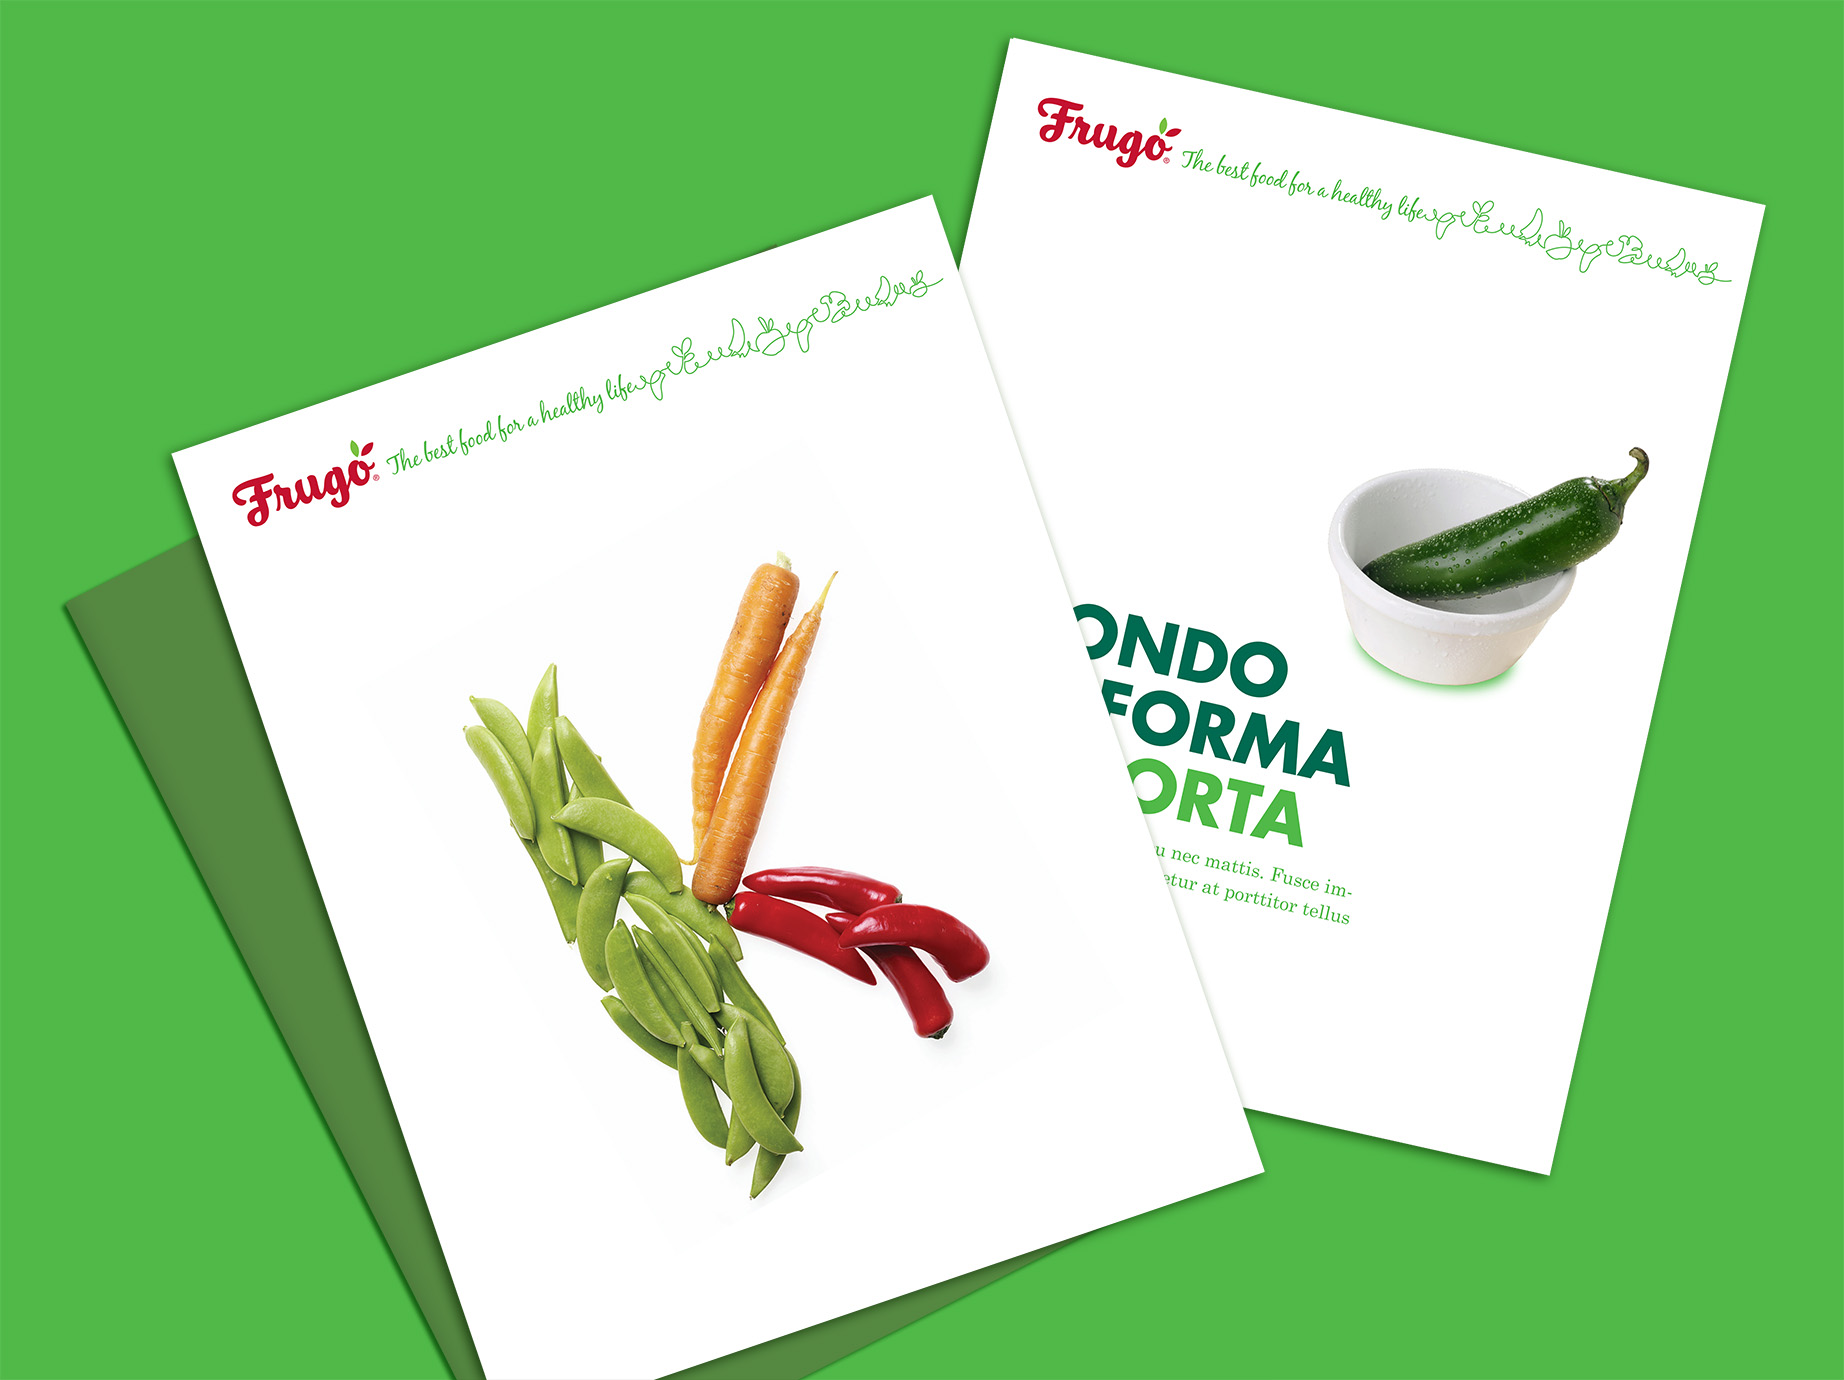 Frugo®
The best food for a healthy life
Frugo®
The best food for a healthy life
ONDO
FORMA
ORTA
u nec mattis. Fusce im-
etur at porttitor tellus